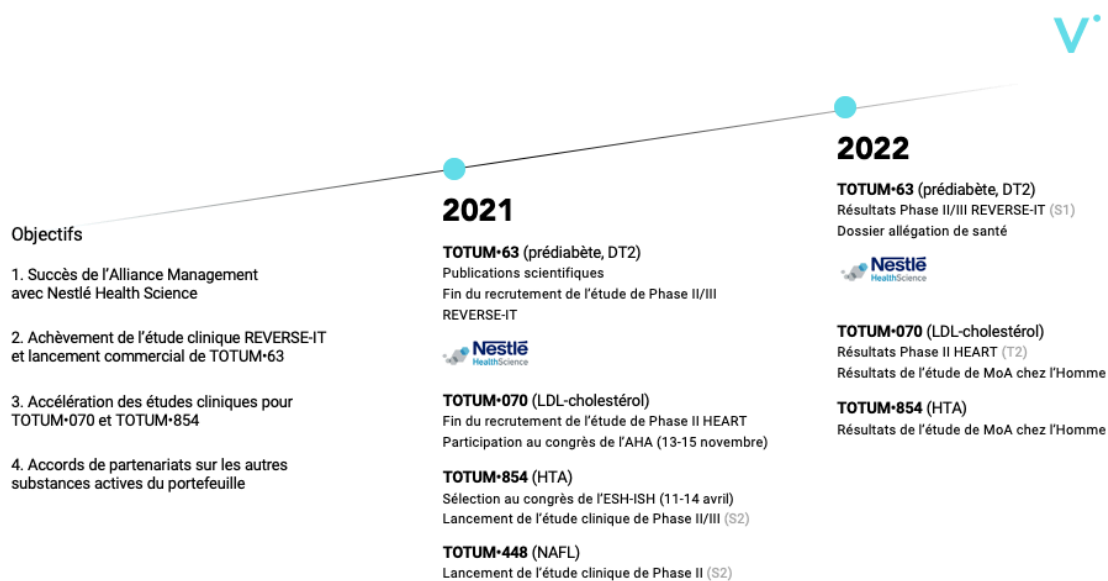 V
Objectifs
1. Succès de l'Alliance Management
avec Nestlé Health Science
2. Achèvement de l'étude clinique REVERSE-IT
et lancement commercial de TOTUM•63
3. Accélération des études cliniques pour
TOTUM•070 et TOTUM•854
4. Accords de partenariats sur les autres
substances actives du portefeuille
2021
TOTUM•63 (prédiabète, DT2)
Publications scientifiques
Fin du recrutement de l'étude de Phase II/III
REVERSE-IT
Nestlé
HealthScience
TOTUM•070 (LDL-cholestérol)
Fin du recrutement de l'étude de Phase II HEART
Participation au congrès de l'AHA (13-15 novembre)
TOTUM•854 (HTA)
Sélection au congrès de l'ESH-ISH (11-14 avril)
Lancement de l'étude clinique de Phase II/III (S2)
TOTUM•448 (NAFL)
Lancement de l'étude clinique de Phase II (S2)
2022
TOTUM•63 (prédiabète, DT2)
Résultats Phase II/III REVERSE-IT (S1)
Dossier allégation de santé
Nestlé
HealthScience
TOTUM•070 (LDL-cholestérol)
Résultats Phase II HEART (T2)
Résultats de l'étude de MoA chez l'Homme
TOTUM•854 (HTA)
Résultats de l'étude de MoA chez l'Homme